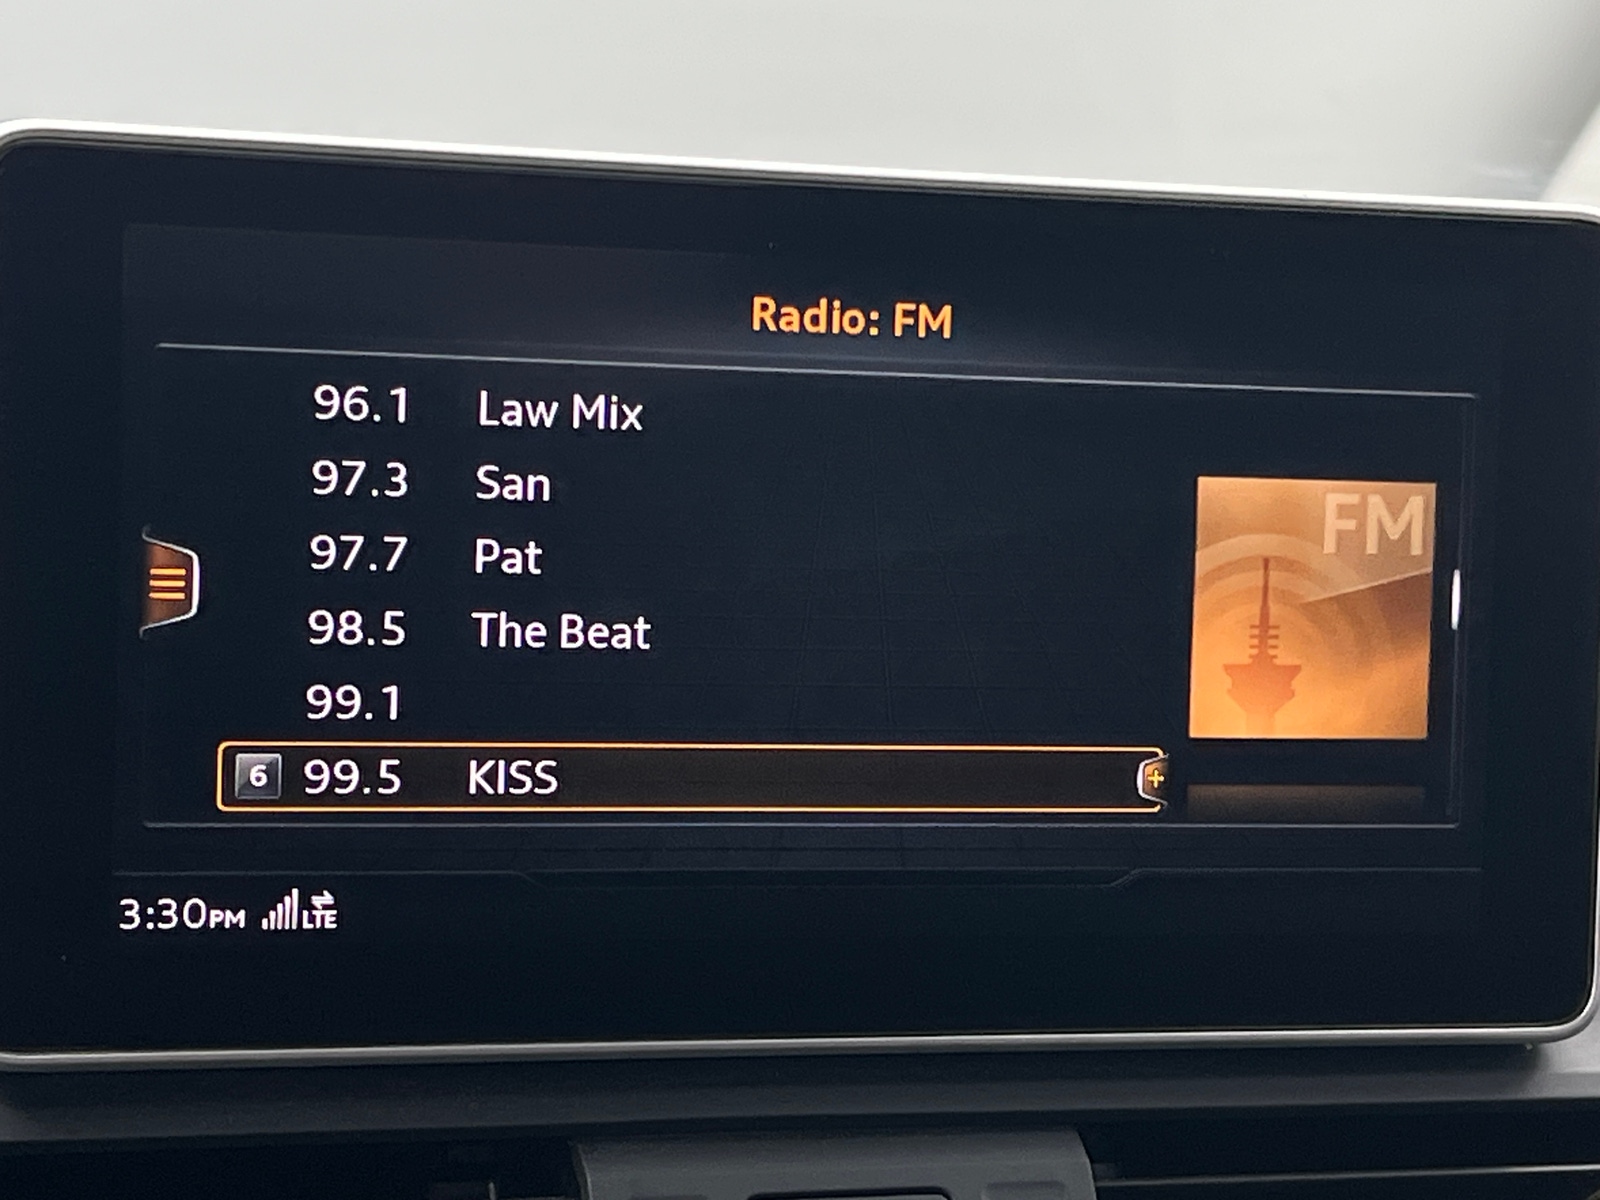 Radio: FM
96.1 Law Mix
97.3 San
97.7 Pat
98.5 The Beat
99.1
6 99.5 KISS +
FM
3:30PM LTE